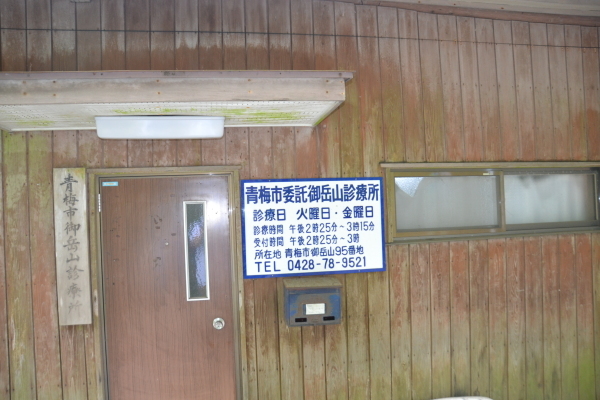 青梅市御岳山診療所
青梅市委託御岳山診療所
診療日 火曜日・金曜日
診療時間 午後2時25分～3時15分
受付時間 午後2時25分～3時
所在地 青梅市御岳山95番地
TEL 0428-78-9521